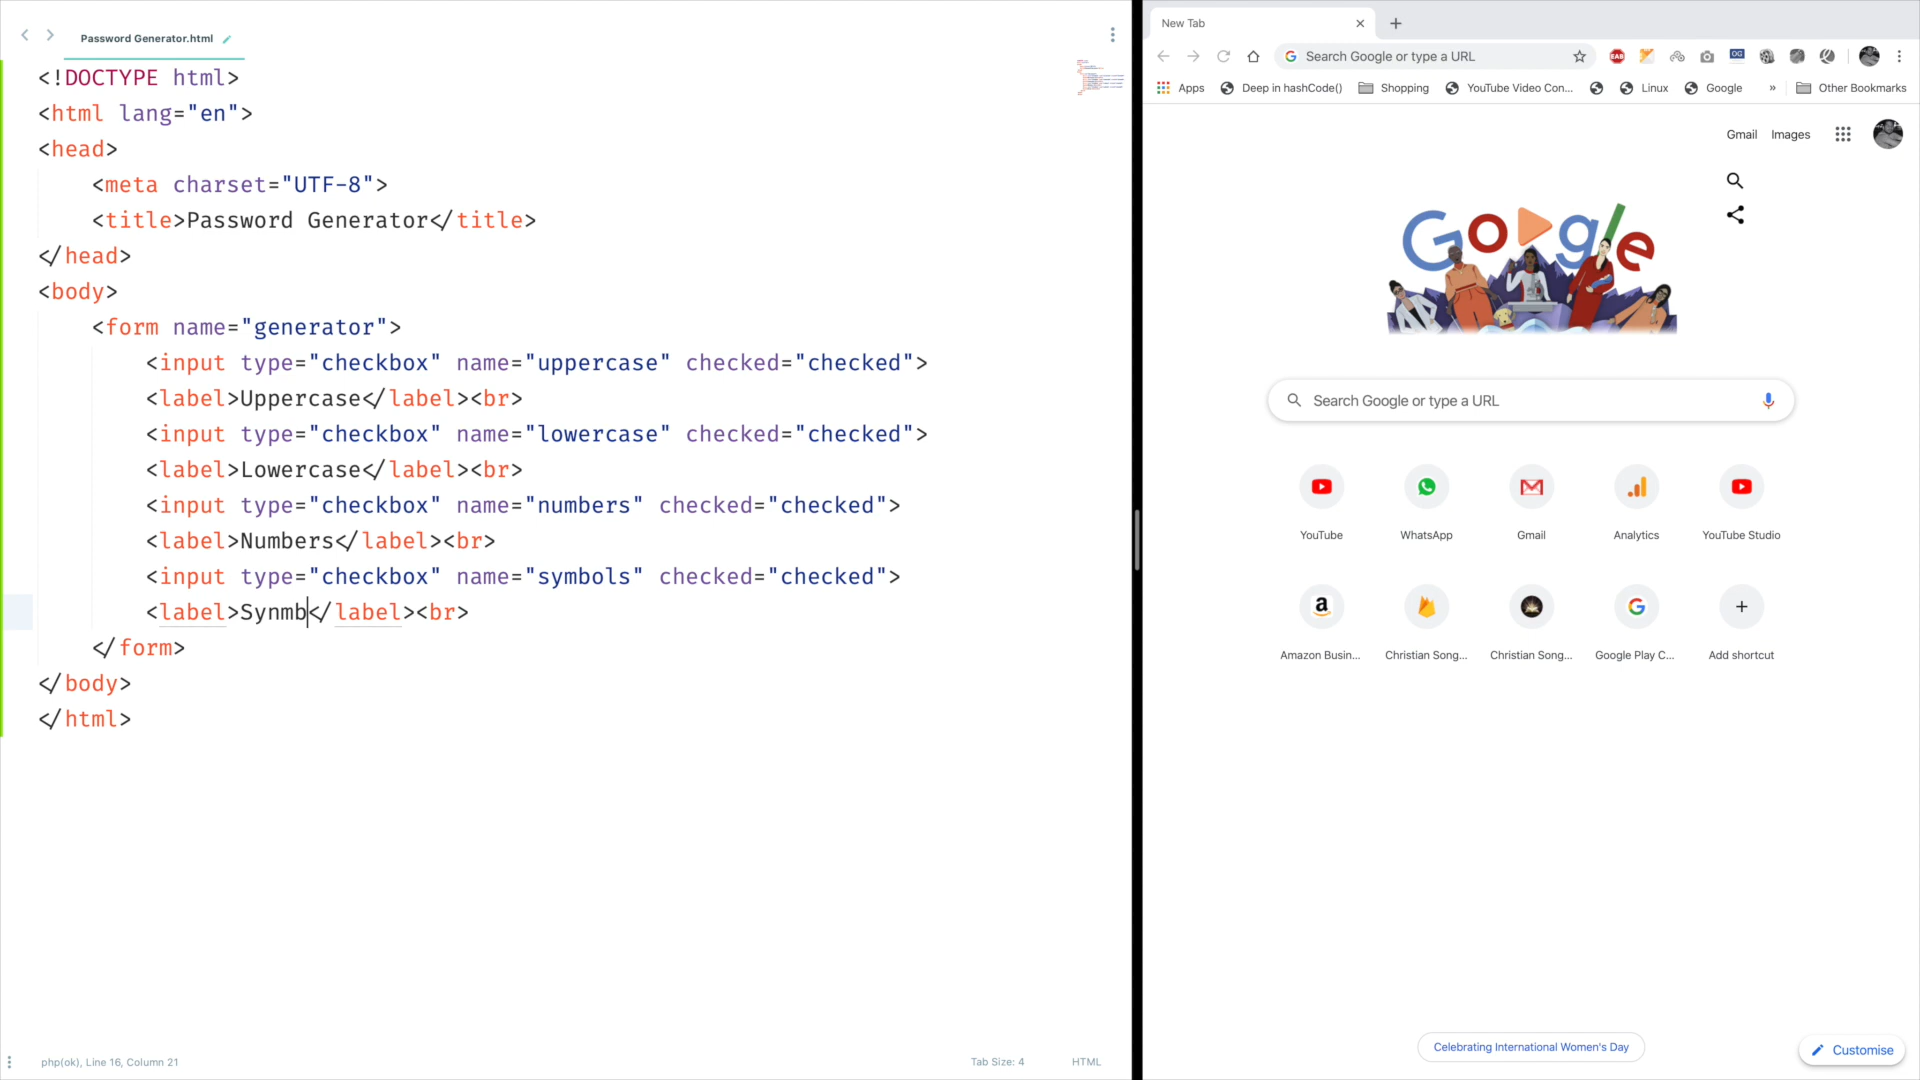 Password Generator.html
<!DOCTYPE html>
<html lang="en">
<head>
<meta charset="UTF-8">
<title>Password Generator</title>
</head>
<body>
<form name="generator">
<input type="checkbox" name="uppercase" checked="checked">
<label>Uppercase</label><br>
<input type="checkbox" name="lowercase" checked="checked">
<label>Lowercase</label><br>
<input type="checkbox" name="numbers" checked="checked">
<label>Numbers</label><br>
<input type="checkbox" name="symbols" checked="checked">
<label>Synmb</label><br>
</form>
</body>
</html>
php(ok), Line 16, Column 21
Tab Size: 4
HTML
New Tab
Search Google or type a URL
EAB
OG
Apps
Deep in hashCode()
Shopping
YouTube Video Con...
Linux
Google
»
Other Bookmarks
Gmail
Images
Google
Search Google or type a URL
YouTube
WhatsApp
Gmail
Analytics
YouTube Studio
Amazon Busin...
Christian Song...
Christian Song...
Google Play C...
Add shortcut
Celebrating International Women's Day
Customise